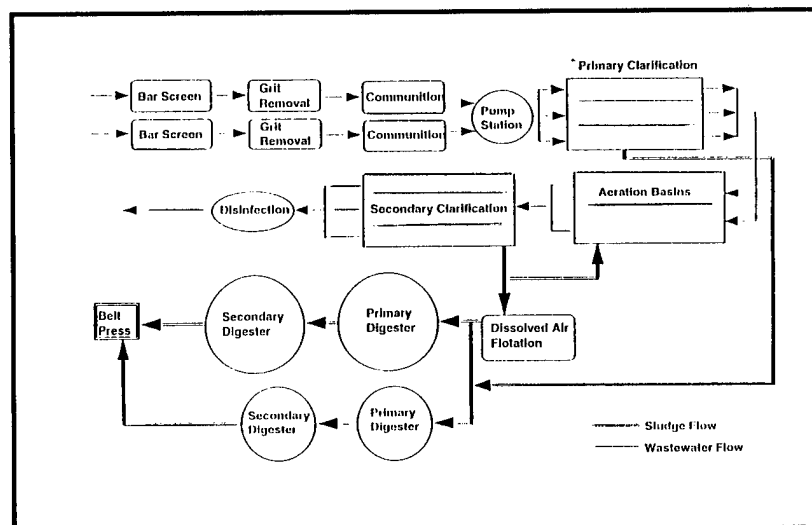 * Primary Clarification
Bar Screen
Grit
Removal
Communition
Pump
Station
Bar Screen
Grit
Removal
Communition
Disinfection
Secondary Clarification
Aeration Basins
Belt
Press
Secondary
Digester
Primary
Digester
Dissolved Air
Flotation
Secondary
Digester
Primary
Digester
Sludge Flow
Wastewater Flow